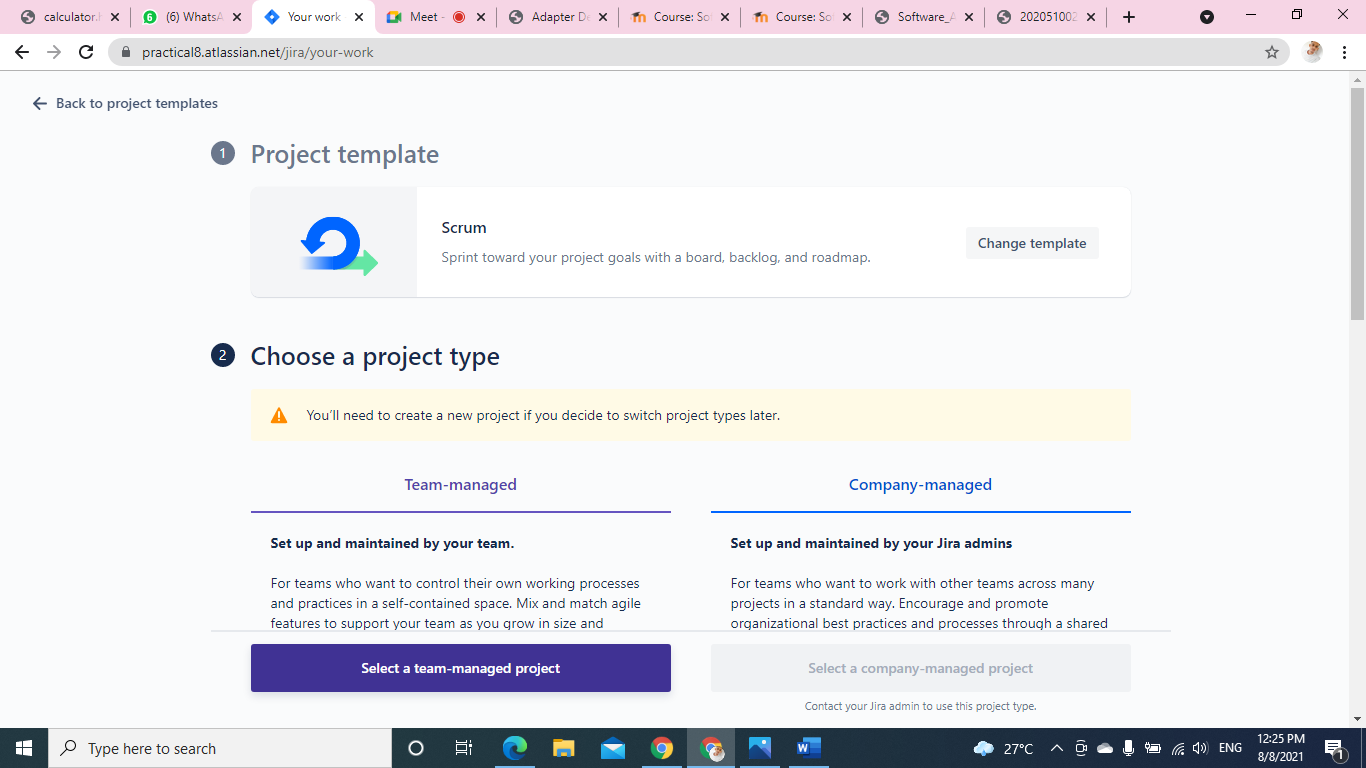 calculator.h
6 (6) WhatsA
Your work
Meet -
Adapter De
Course: Sof
Course: Sof
Software_A
202051002
practical8.atlassian.net/jira/your-work
Back to project templates
1 Project template
Scrum
Sprint toward your project goals with a board, backlog, and roadmap.
Change template
2 Choose a project type
You'll need to create a new project if you decide to switch project types later.
Team-managed
Set up and maintained by your team.
For teams who want to control their own working processes
and practices in a self-contained space. Mix and match agile
features to support your team as you grow in size and
Select a team-managed project
Company-managed
Set up and maintained by your Jira admins
For teams who want to work with other teams across many
projects in a standard way. Encourage and promote
organizational best practices and processes through a shared
Select a company-managed project
Contact your Jira admin to use this project type.
Type here to search
27°C
ENG
12:25 PM
8/8/2021
1